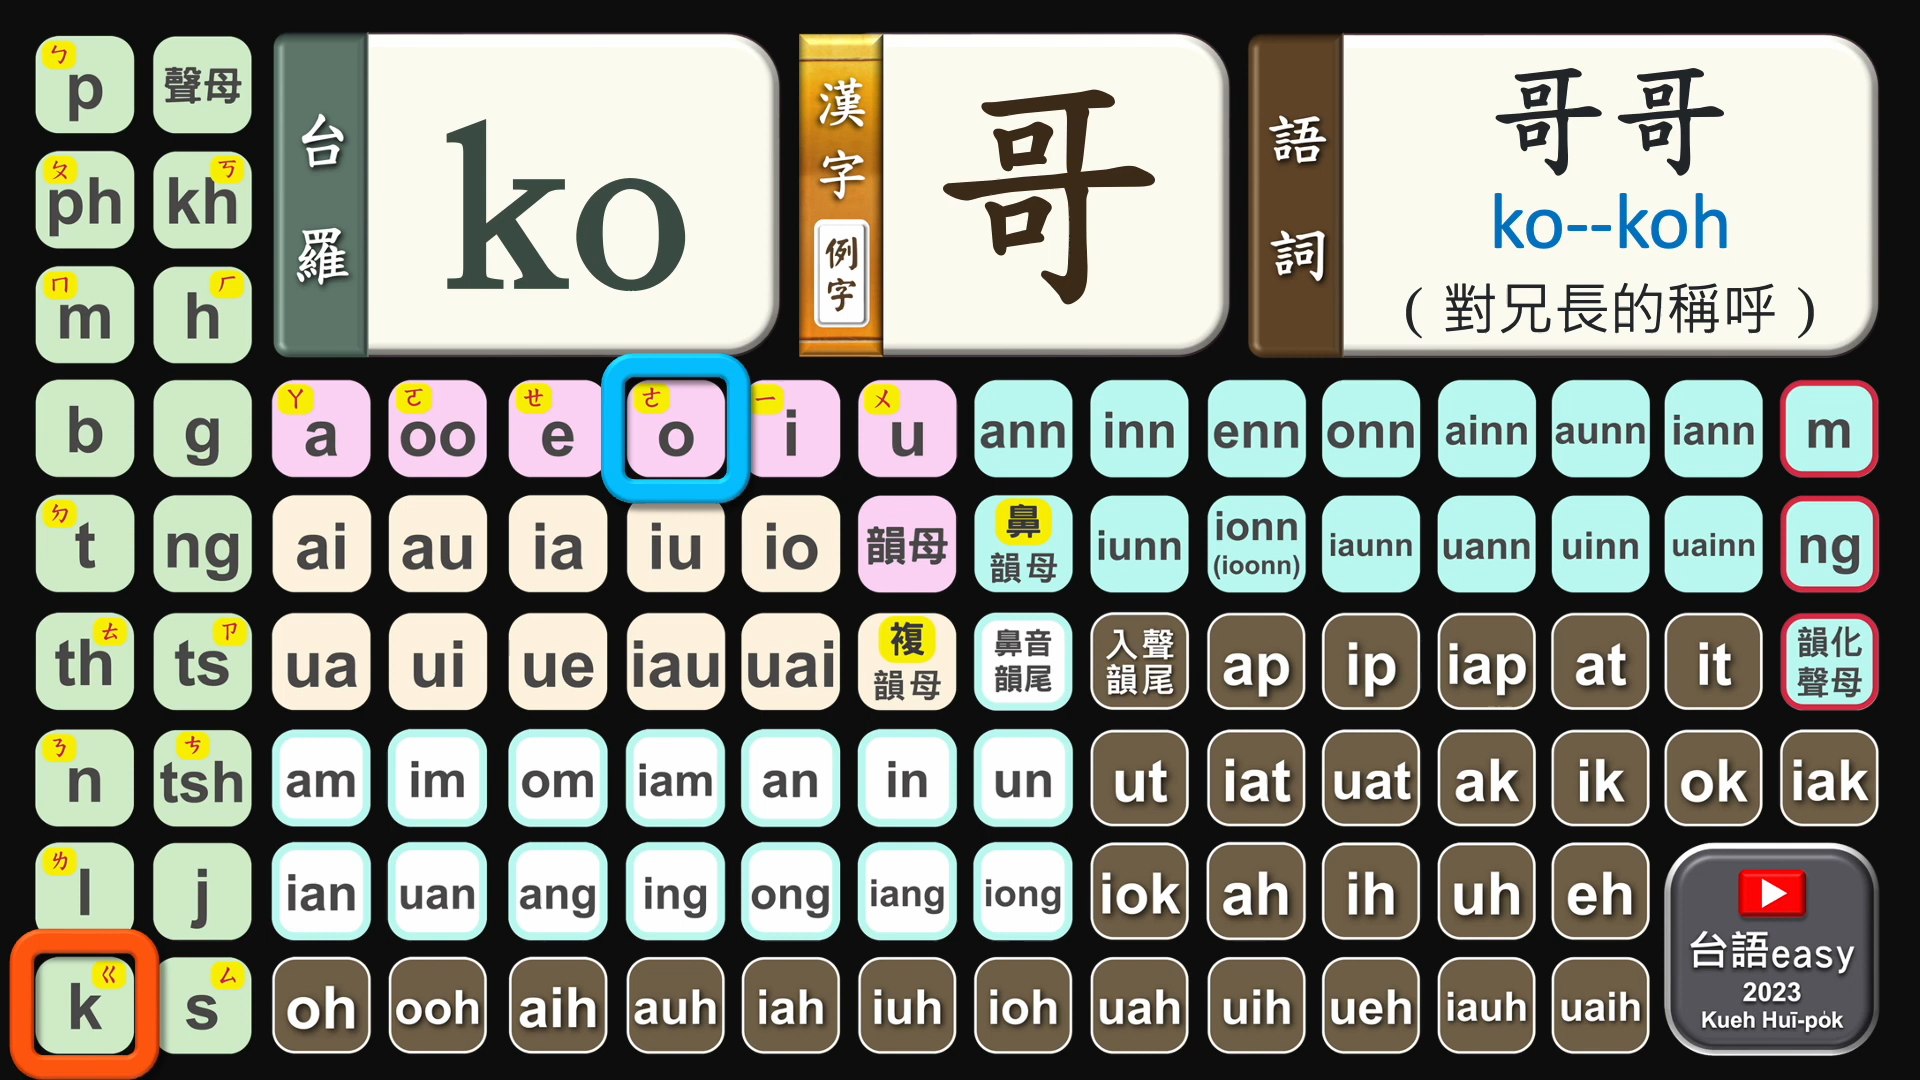 ㄅ
p
聲母
ㄆ
ph
ㄎ
kh
ㄇ
m
ㄏ
h
台羅
ko
漢字
例字
哥
語詞
哥哥
ko--koh
( 對兄長的稱呼 )
b
g
ㄚ
a
ㄛ
oo
ㄝ
e
ㄜ
o
ㄧ
i
ㄨ
u
ann
inn
enn
onn
ainn
aunn
iann
m
ㄉ
t
ng
ai
au
ia
iu
io
韻母
鼻
韻母
iunn
ionn
(ioonn)
iaunn
uann
uinn
uainn
ng
ㄊ
th
ㄗ
ts
ua
ui
ue
iau
uai
複
韻母
鼻音
韻尾
入聲
韻尾
ap
ip
iap
at
it
韻化
聲母
ㄋ
n
ㄘ
tsh
am
im
om
iam
an
in
un
ut
iat
uat
ak
ik
ok
iak
ㄌ
l
j
ian
uan
ang
ing
ong
iang
iong
iok
ah
ih
uh
eh
ㄍ
k
ㄙ
s
oh
ooh
aih
auh
iah
iuh
ioh
uah
uih
ueh
iauh
uaih
台語easy
2023
Kueh Huī-po̍k